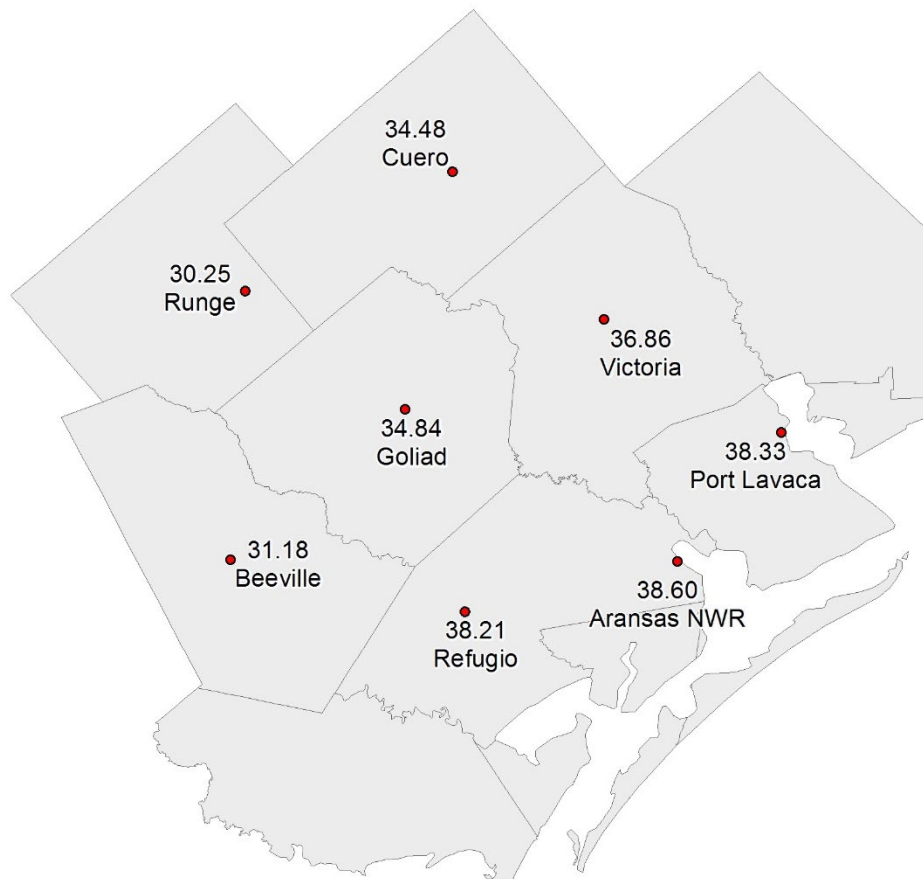 34.48
Cuero
30.25
Runge
36.86
Victoria
34.84
Goliad
38.33
Port Lavaca
31.18
Beeville
38.60
Aransas NWR
38.21
Refugio